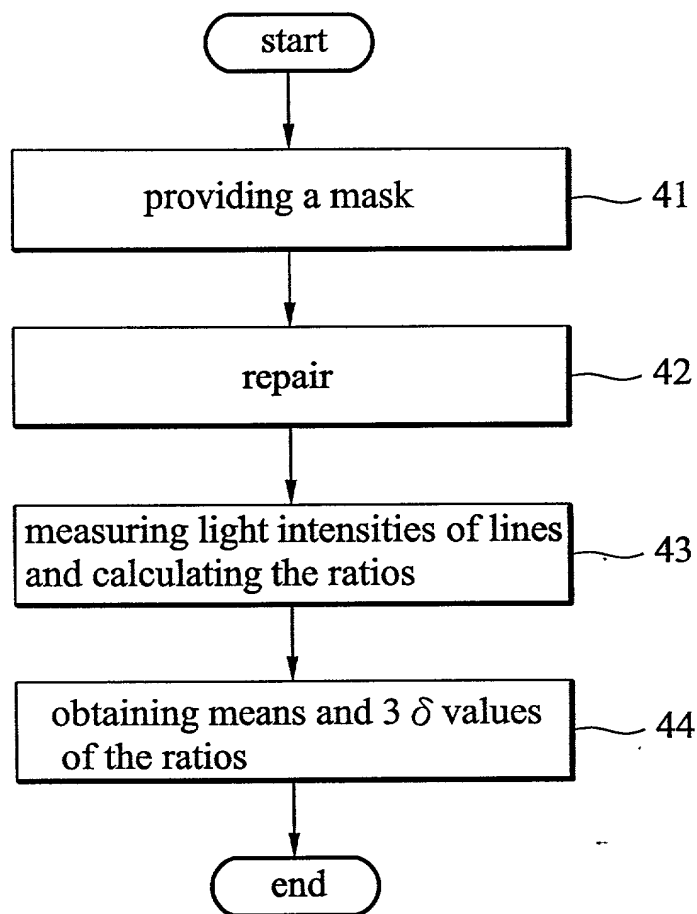 start
providing a mask
41
repair
42
measuring light intensities of lines
and calculating the ratios
43
obtaining means and 3 δ values
of the ratios
44
end